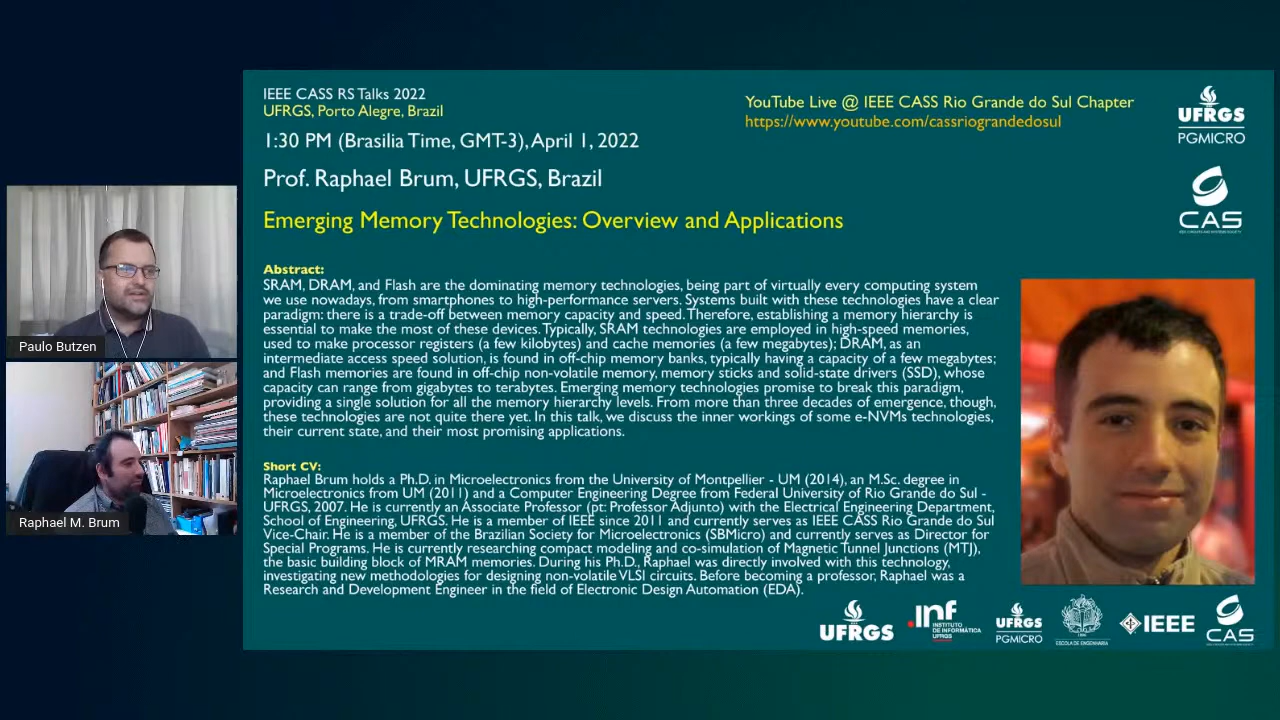 IEEE CASS RS Talks 2022
UFRGS, Porto Alegre, Brazil
1:30 PM (Brasilia Time, GMT-3), April 1, 2022
Prof. Raphael Brum, UFRGS, Brazil
Emerging Memory Technologies: Overview and Applications
YouTube Live @ IEEE CASS Rio Grande do Sul Chapter
https://www.youtube.com/cassriograndedosul
UFRGS
PGMICRO
CAS
Abstract:
SRAM, DRAM, and Flash are the dominating memory technologies, being part of virtually every computing system
we use nowadays, from smartphones to high-performance servers. Systems built with these technologies have a clear
paradigm: there is a trade-off between memory capacity and speed. Therefore, establishing a memory hierarchy is
essential to make the most of these devices. Typically, SRAM technologies are employed in high-speed memories,
used to make processor registers (a few kilobytes) and cache memories (a few megabytes); DRAM, as an
intermediate access speed solution, is found in off-chip memory banks, typically having a capacity of a few megabytes;
and Flash memories are found in off-chip non-volatile memory, memory sticks and solid-state drivers (SSD), whose
capacity can range from gigabytes to terabytes. Emerging memory technologies promise to break this paradigm,
providing a single solution for all the memory hierarchy levels. From more than three decades of emergence, though,
these technologies are not quite there yet. In this talk, we discuss the inner workings of some e-NVMs technologies,
their current state, and their most promising applications.
Short CV:
Raphael Brum holds a Ph.D. in Microelectronics from the University of Montpellier - UM (2014), an M.Sc. degree in
Microelectronics from UM (2011) and a Computer Engineering Degree from Federal University of Rio Grande do Sul -
UFRGS, 2007. He is currently an Associate Professor (pt: Professor Adjunto) with the Electrical Engineering Department,
School of Engineering, UFRGS. He is a member of IEEE since 2011 and currently serves as IEEE CASS Rio Grande do Sul
Vice-Chair. He is a member of the Brazilian Society for Microelectronics (SBMicro) and currently serves as Director for
Special Programs. He is currently researching compact modeling and co-simulation of Magnetic Tunnel Junctions (MTJ),
the basic building block of MRAM memories. During his Ph.D., Raphael was directly involved with this technology,
investigating new methodologies for designing non-volatile VLSI circuits. Before becoming a professor, Raphael was a
Research and Development Engineer in the field of Electronic Design Automation (EDA).
UFRGS
.inf
INSTITUTO
DE INFORMÁTICA
UFRGS
UFRGS
PGMICRO
ESCOLA DE ENGENHARIA
IEEE
CAS
Paulo Butzen
Raphael M. Brum